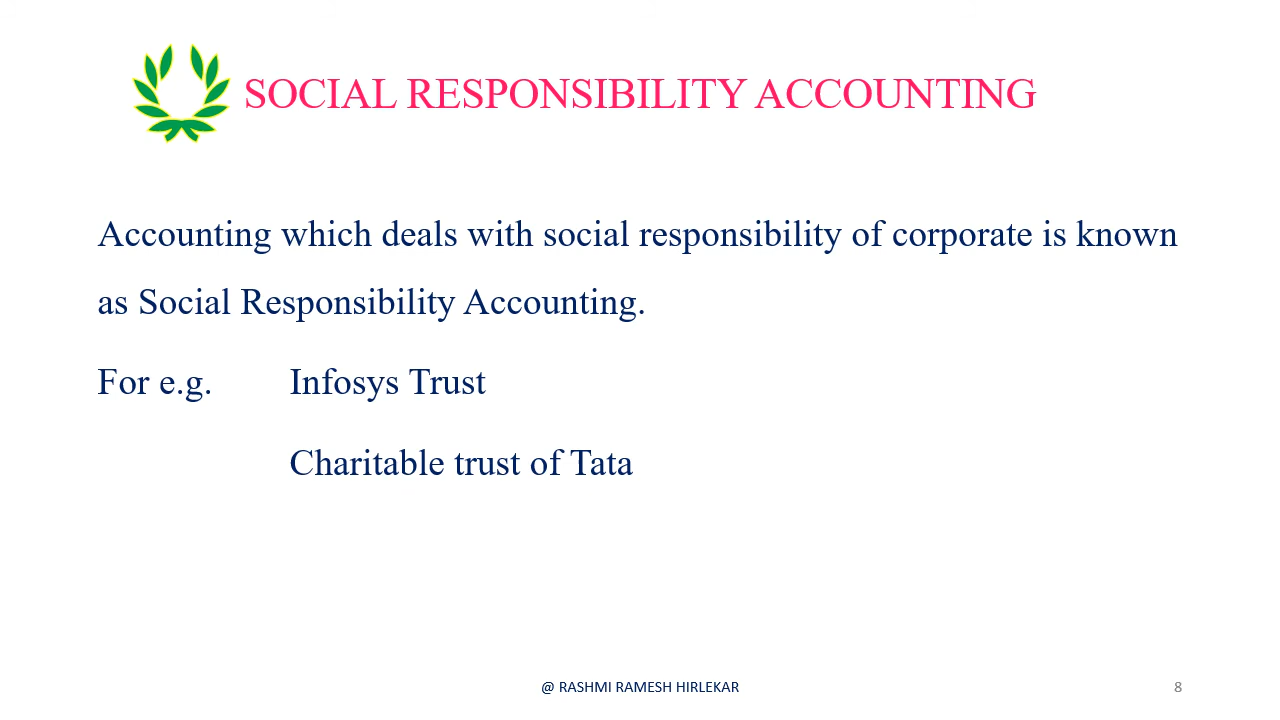 SOCIAL RESPONSIBILITY ACCOUNTING
Accounting which deals with social responsibility of corporate is known
as Social Responsibility Accounting.
For e.g. Infosys Trust
Charitable trust of Tata
@ RASHMI RAMESH HIRLEKAR
8